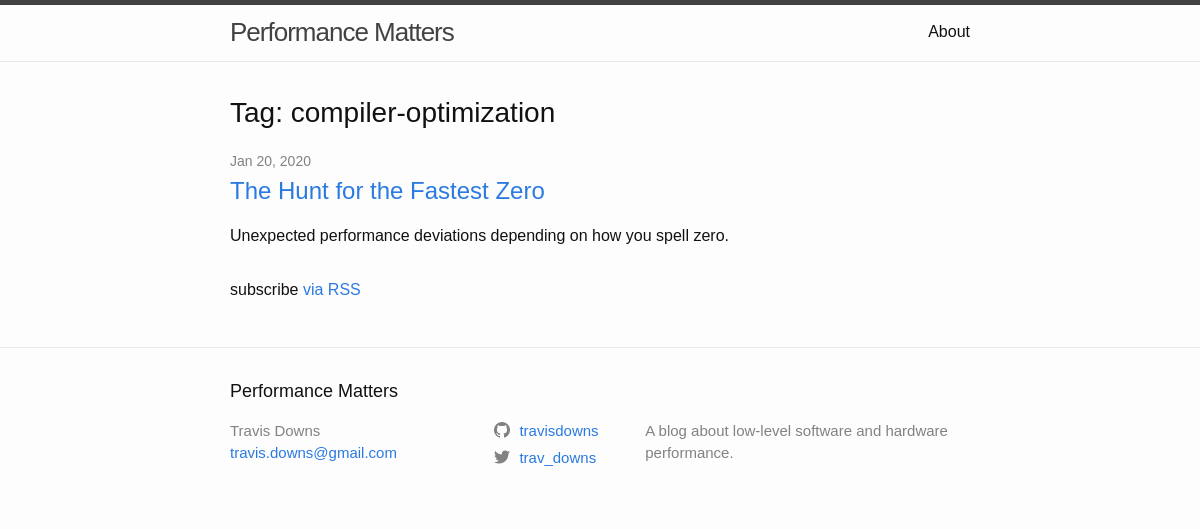 Performance Matters
About
Tag: compiler-optimization
Jan 20, 2020
The Hunt for the Fastest Zero
Unexpected performance deviations depending on how you spell zero.
subscribe via RSS
Performance Matters
Travis Downs
travis.downs@gmail.com
travisdowns
trav_downs
A blog about low-level software and hardware
performance.